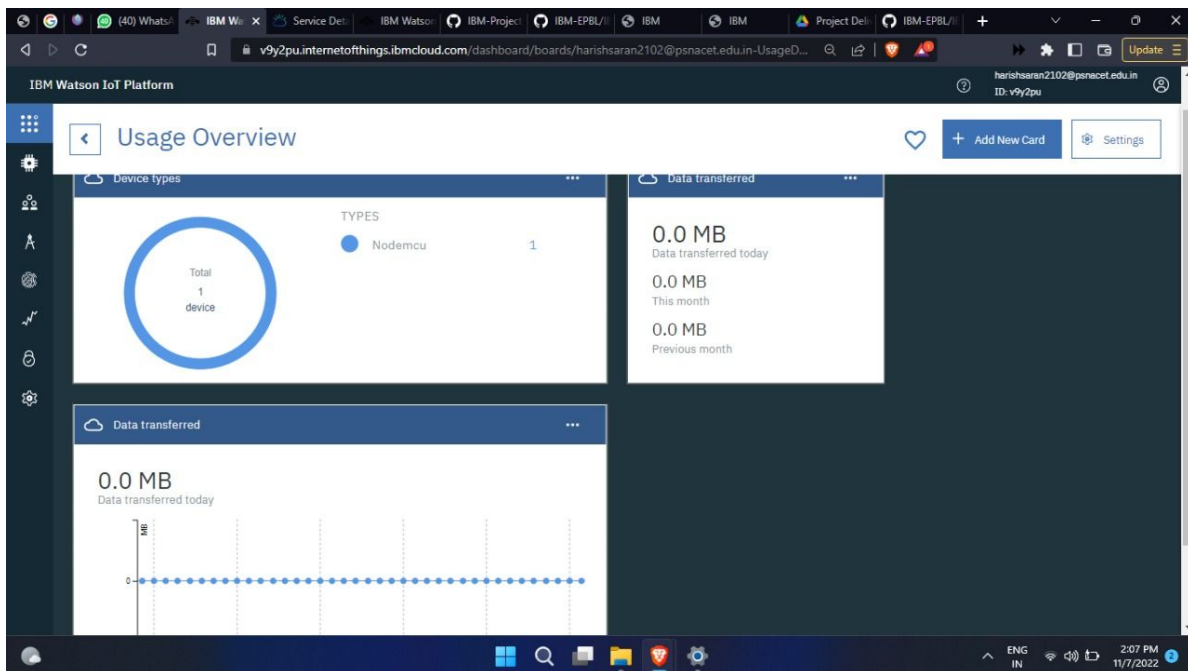 (40) WhatsA
IBM Wa
Service Deta
IBM Watson
IBM-Project
IBM-EPBL/I
IBM
IBM
Project Deli
IBM-EPBL/I
v9y2pu.internetofthings.ibmcloud.com/dashboard/boards/harishsaran2102@psnacet.edu.in-UsageD...
Update
IBM Watson IoT Platform
harishsaran2102@psnacet.edu.in
ID: v9y2pu
Usage Overview
+ Add New Card
Settings
Device types
Data transferred
TYPES
Nodemcu 1
Total
1
device
0.0 MB
Data transferred today
0.0 MB
This month
0.0 MB
Previous month
Data transferred
0.0 MB
Data transferred today
MB
0
ENG
IN
2:07 PM
11/7/2022
2